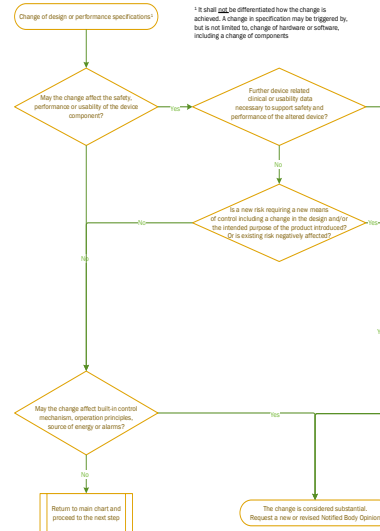 Change of design or performance specifications¹
¹ It shall not be differentiated how the change is
achieved. A change in specification may be triggered by,
but is not limited to, change of hardware or software,
including a change of components
May the change affect the safety,
performance or usability of the device
component?
Yes
Further device related
clinical or usability data
necessary to support safety and
performance of the altered device?
No
Is a new risk requiring a new means
of control including a change in the design and/or
the intended purpose of the product introduced?
Or is existing risk negatively affected?
No
Yes
No
Y
May the change affect built-in control
mechanism, orperation principles,
source of energy or alarms?
Yes
No
Return to main chart and
proceed to the next step
The change is considered substantial.
Request a new or revised Notified Body Opinion